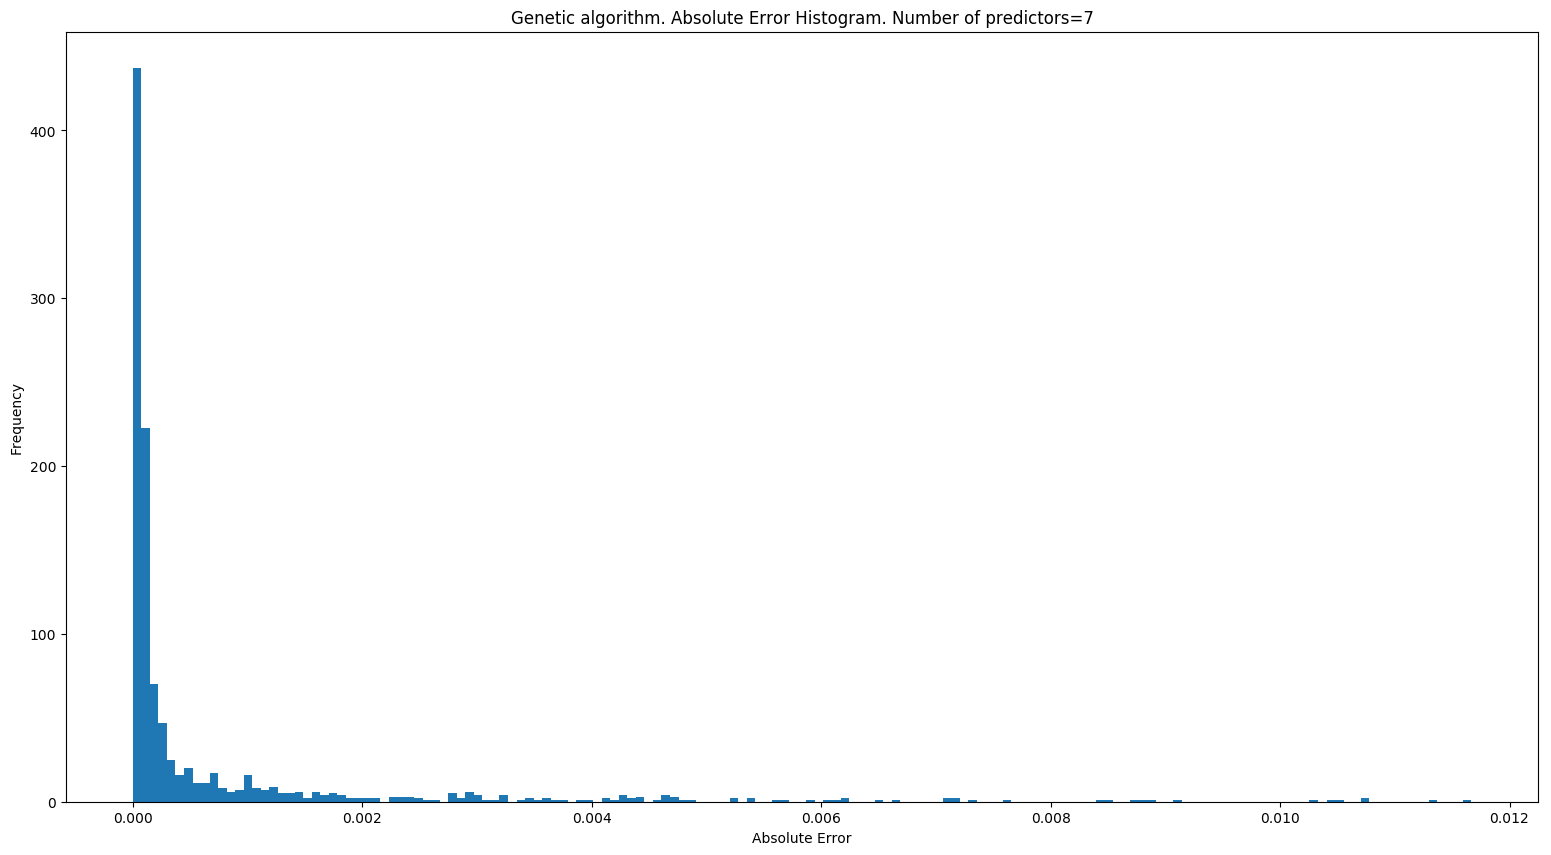 Genetic algorithm. Absolute Error Histogram. Number of predictors=7
400
300
200
100
0
Frequency
0.000 0.002 0.004 0.006 0.008 0.010 0.012
Absolute Error